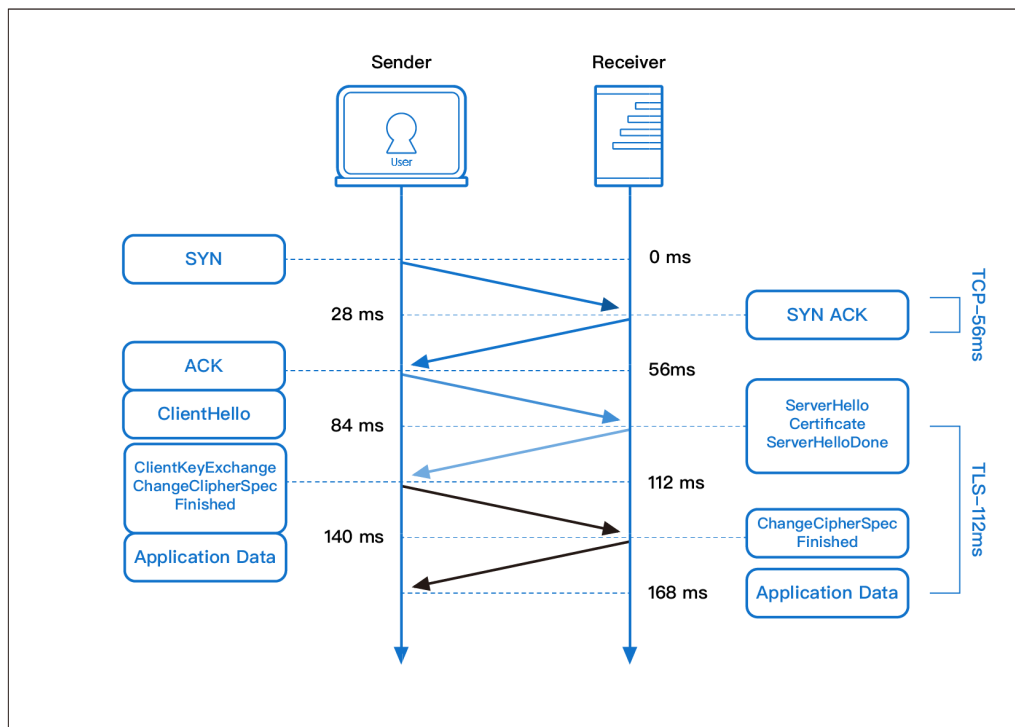 Sender
Receiver
User
SYN
0 ms
28 ms
SYN ACK
TCP-56ms
ACK
56ms
ClientHello
84 ms
ServerHello
Certificate
ServerHelloDone
ClientKeyExchange
ChangeClipherSpec
Finished
112 ms
TLS-112ms
140 ms
ChangeCipherSpec
Finished
Application Data
168 ms
Application Data